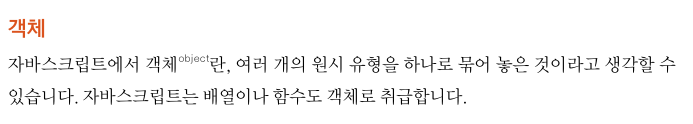 객체
자바스크립트에서 객체object란, 여러 개의 원시 유형을 하나로 묶어 놓은 것이라고 생각할 수
있습니다. 자바스크립트는 배열이나 함수도 객체로 취급합니다.